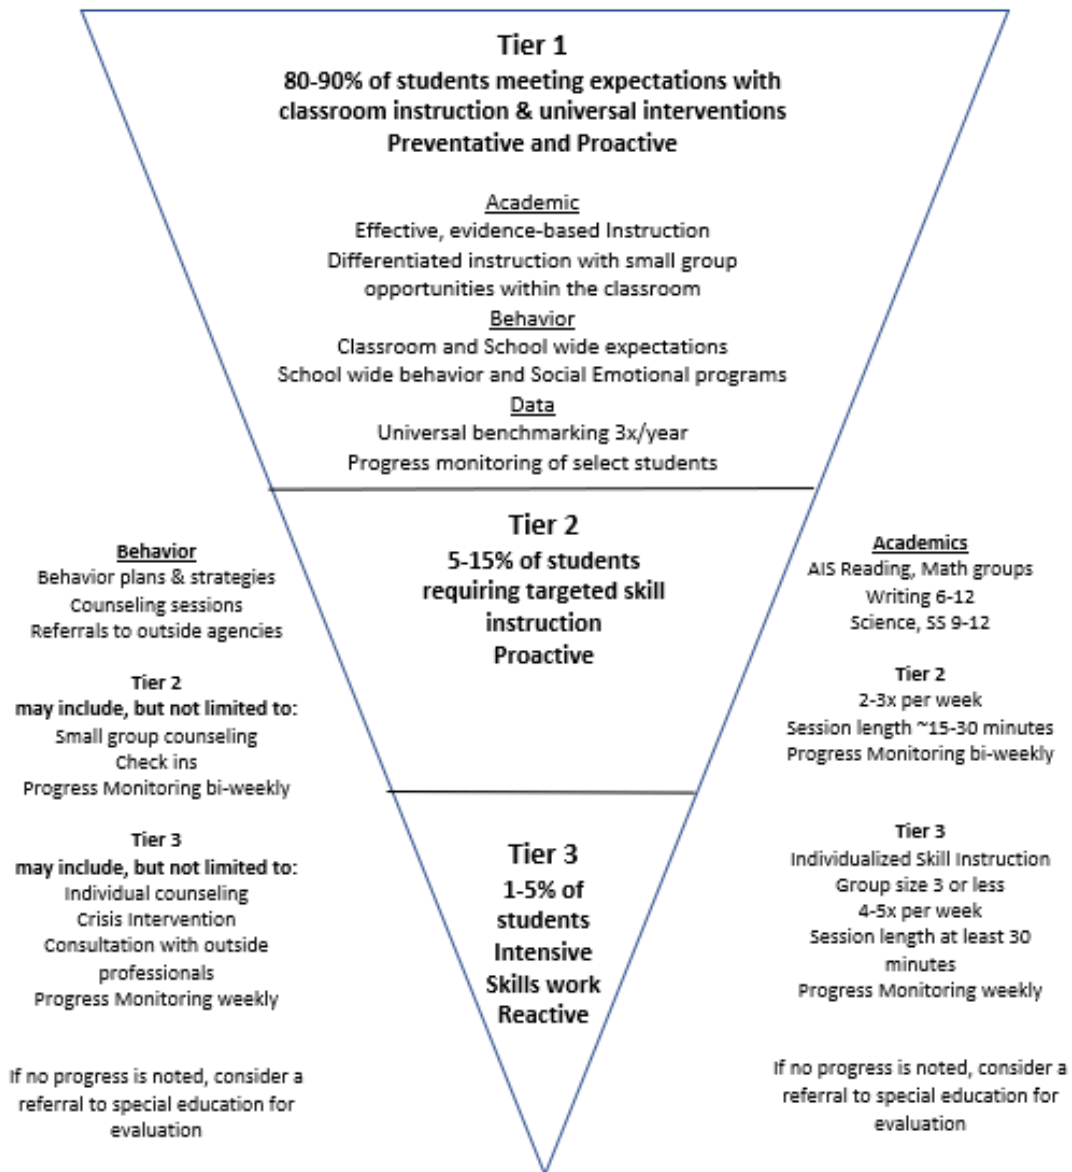 Tier 1
80-90% of students meeting expectations with
classroom instruction & universal interventions
Preventative and Proactive
Academic
Effective, evidence-based Instruction
Differentiated instruction with small group
opportunities within the classroom
Behavior
Classroom and School wide expectations
School wide behavior and Social Emotional programs
Data
Universal benchmarking 3x/year
Progress monitoring of select students
Tier 2
5-15% of students
requiring targeted skill
instruction
Proactive
Tier 3
1-5% of
students
Intensive
Skills work
Reactive
Behavior
Behavior plans & strategies
Counseling sessions
Referrals to outside agencies
Tier 2
may include, but not limited to:
Small group counseling
Check ins
Progress Monitoring bi-weekly
Tier 3
may include, but not limited to:
Individual counseling
Crisis Intervention
Consultation with outside
professionals
Progress Monitoring weekly
If no progress is noted, consider a
referral to special education for
evaluation
Academics
AIS Reading, Math groups
Writing 6-12
Science, SS 9-12
Tier 2
2-3x per week
Session length ~15-30 minutes
Progress Monitoring bi-weekly
Tier 3
Individualized Skill Instruction
Group size 3 or less
4-5x per week
Session length at least 30
minutes
Progress Monitoring weekly
If no progress is noted, consider a
referral to special education for
evaluation